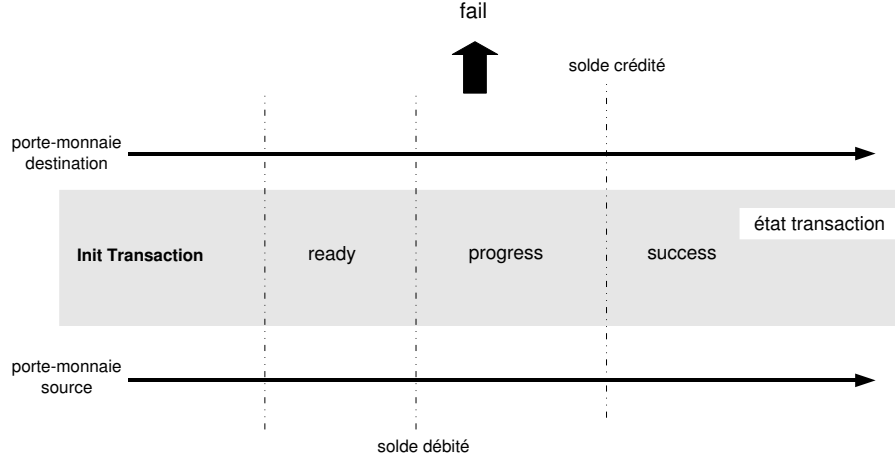 fail
solde crédité
porte-monnaie
destination
état transaction
Init Transaction
ready
progress
success
porte-monnaie
source
solde débité